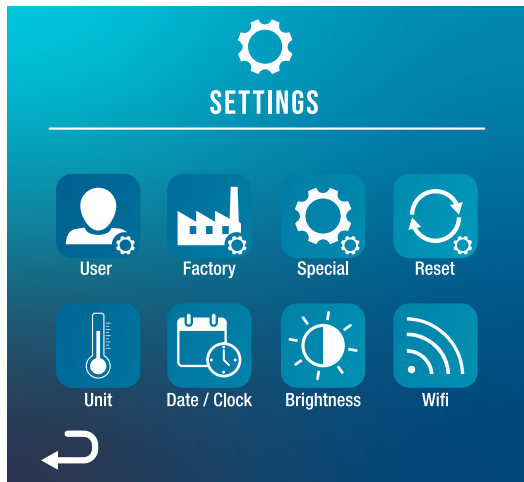 SETTINGS
User Factory Special Reset
Unit Date / Clock Brightness Wifi